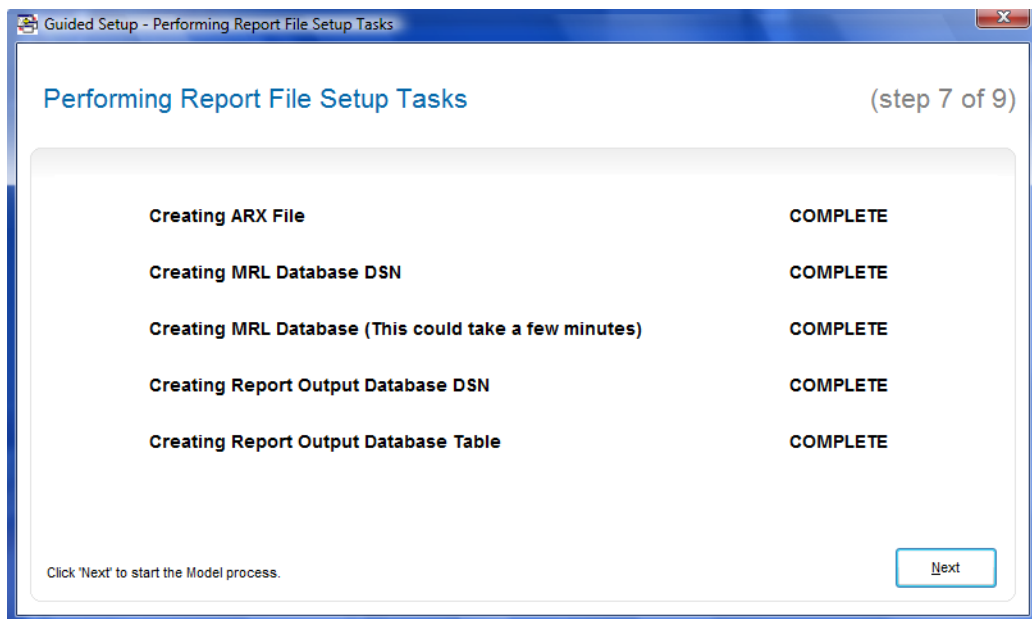 Guided Setup - Performing Report File Setup Tasks
Performing Report File Setup Tasks (step 7 of 9)
Creating ARX File COMPLETE
Creating MRL Database DSN COMPLETE
Creating MRL Database (This could take a few minutes) COMPLETE
Creating Report Output Database DSN COMPLETE
Creating Report Output Database Table COMPLETE
Click 'Next' to start the Model process. Next